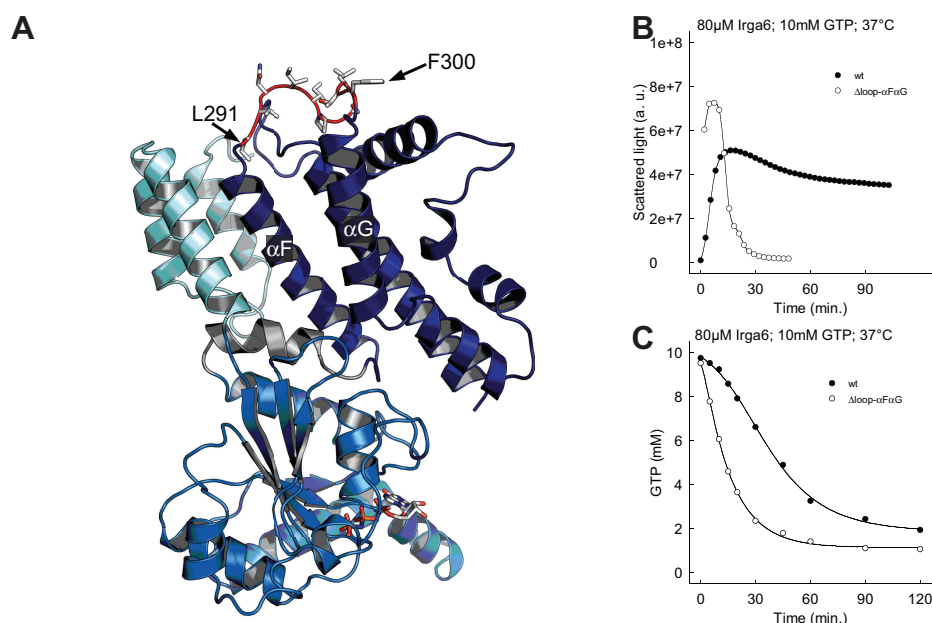 A
L291
F300
αF
αG
B
80µM Irga6; 10mM GTP; 37°C
Scattered light (a. u.)
1e+8
8e+7
6e+7
4e+7
2e+7
0
wt
Δloop-αFαG
0 30 60 90
Time (min.)
C
80µM Irga6; 10mM GTP; 37°C
GTP (mM)
10
8
6
4
2
0
wt
Δloop-αFαG
0 30 60 90 120
Time (min.)